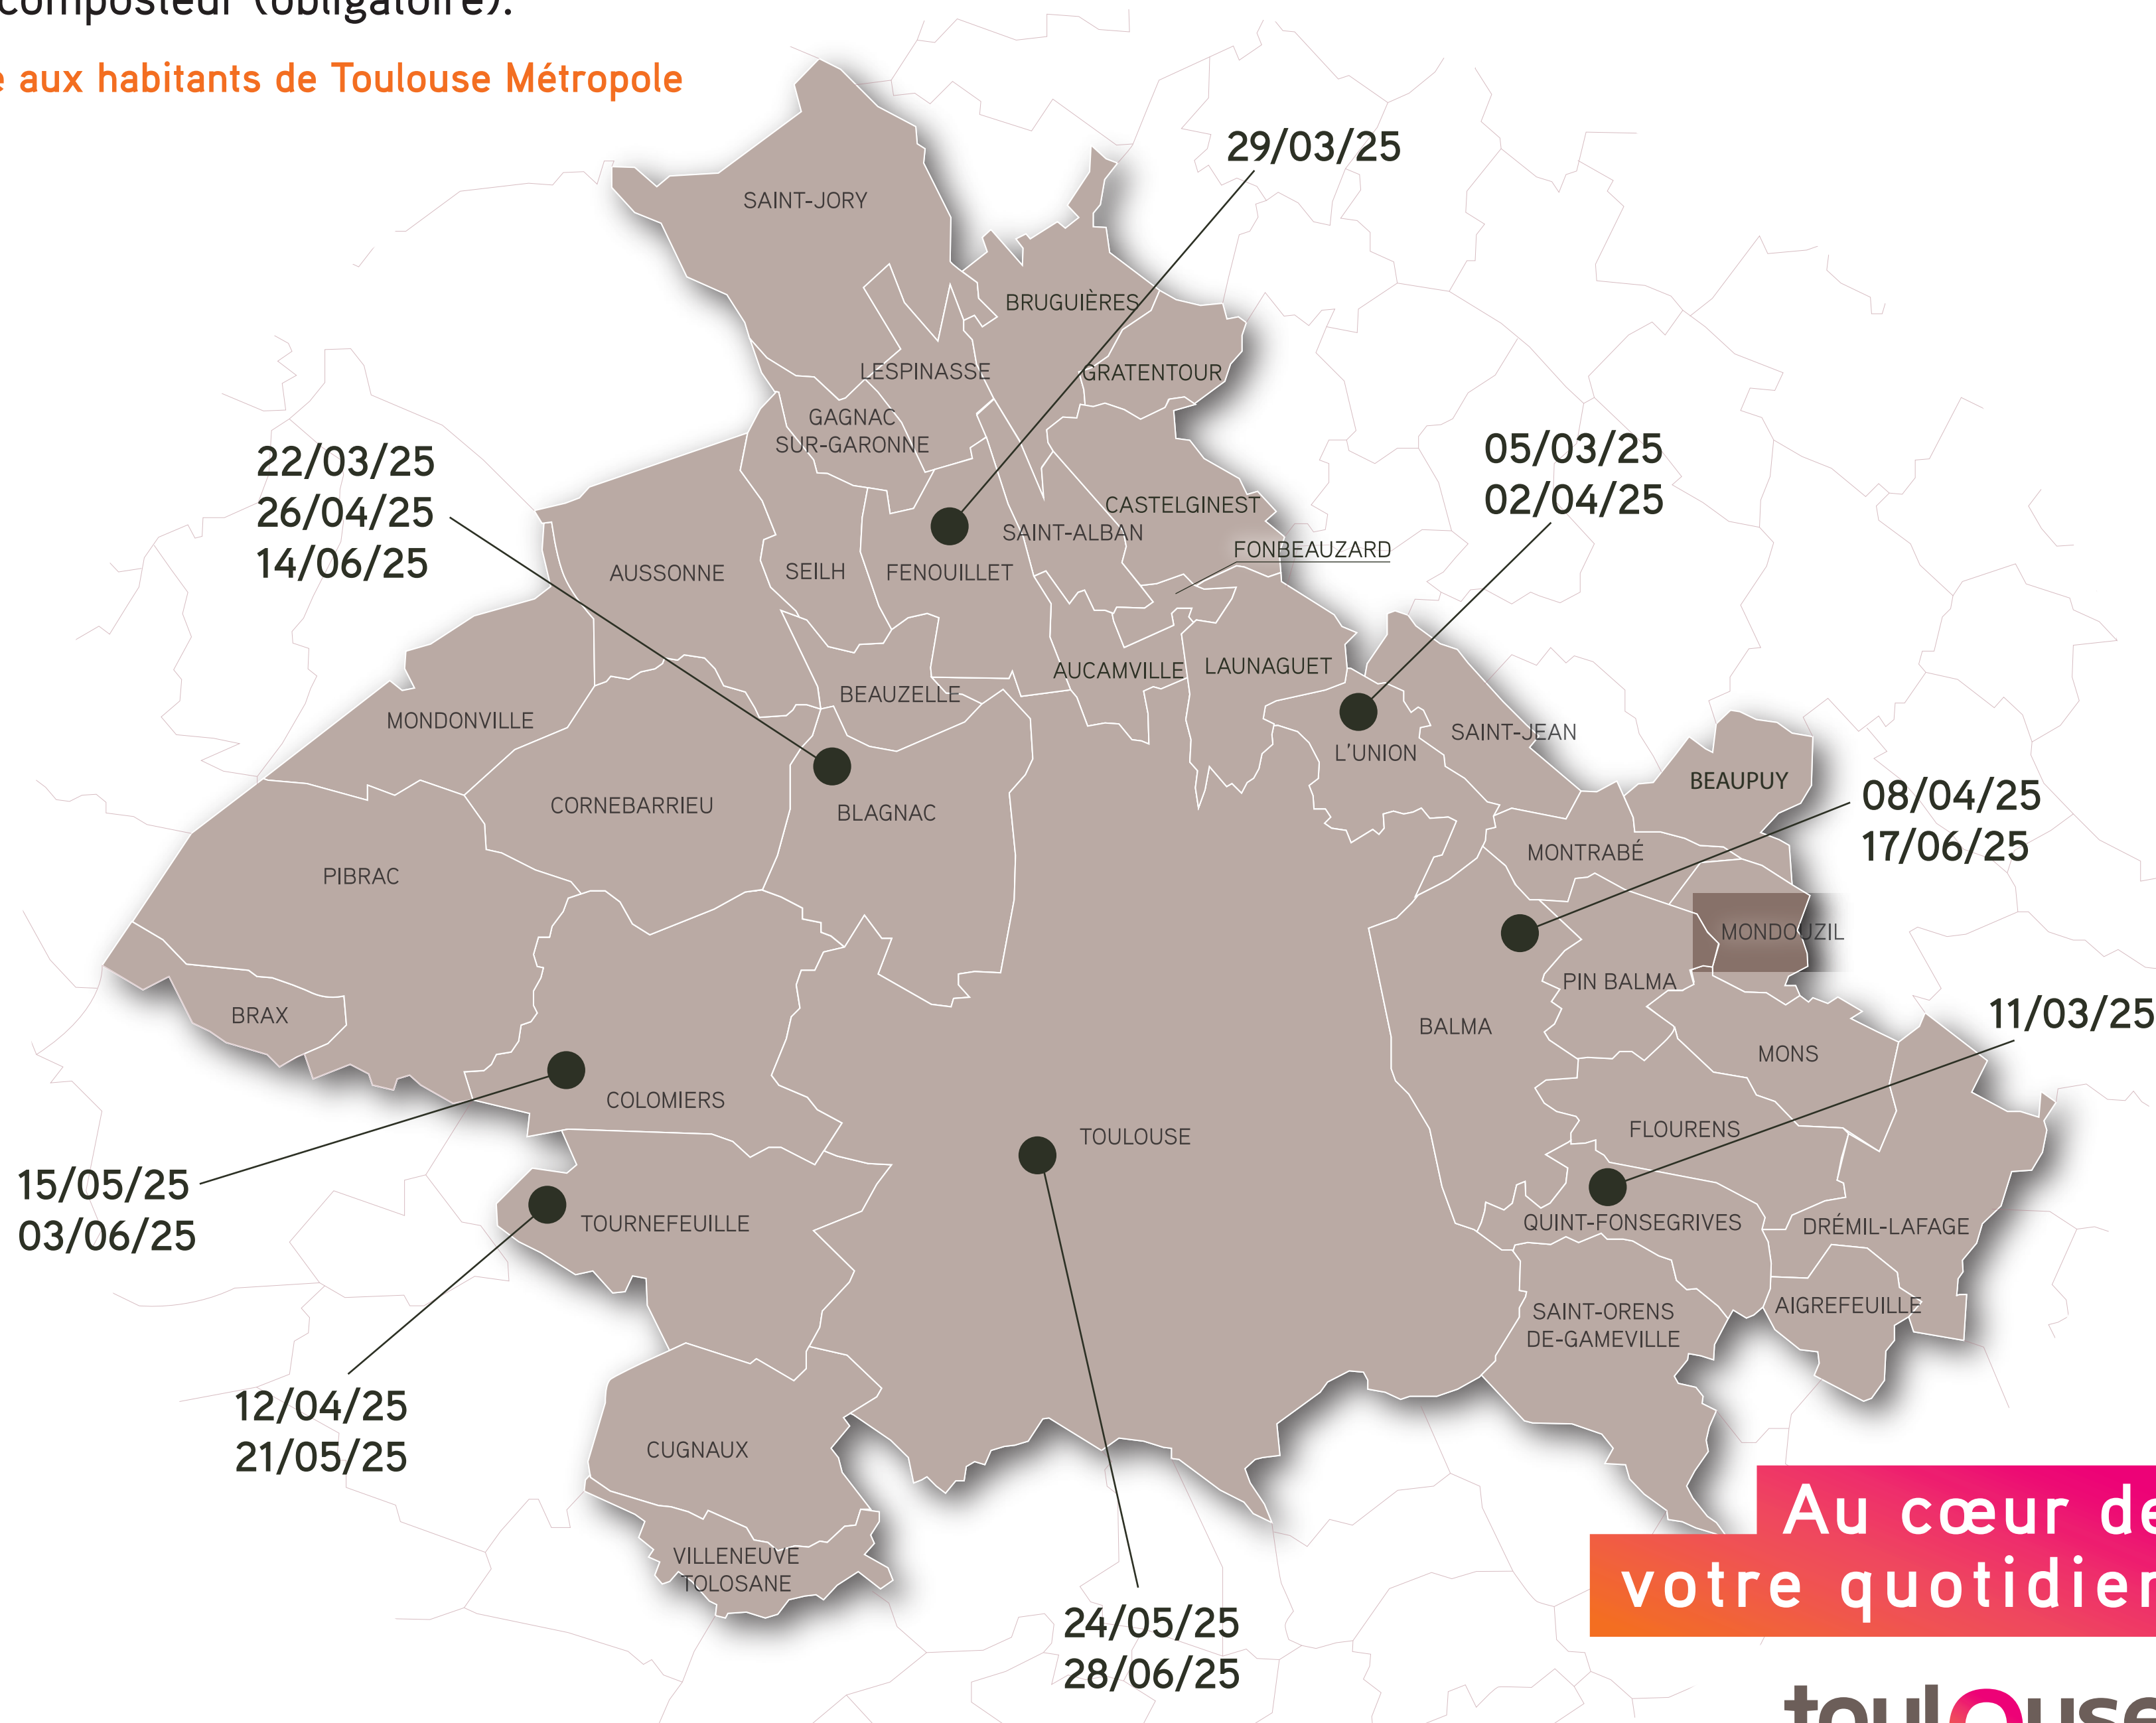 composteur (obligatoire).
aux habitants de Toulouse Métropole
29/03/25
SAINT-JORY
BRUGUIÈRES
LESPINASSE
GRATENTOUR
GAGNAC
SUR-GARONNE
22/03/25
26/04/25
14/06/25
05/03/25
02/04/25
CASTELGINEST
SAINT-ALBAN
FONBEAUZARD
AUSSONNE
SEILH
FENOUILLET
AUCAMVILLE
LAUNAGUET
BEAUZELLE
MONDONVILLE
SAINT-JEAN
L'UNION
BEAUPUY
08/04/25
17/06/25
CORNEBARRIEU
BLAGNAC
MONTRABÉ
PIBRAC
MONDOUZIL
PIN BALMA
BRAX
BALMA
11/03/25
MONS
COLOMIERS
FLOURENS
TOULOUSE
15/05/25
03/06/25
TOURNEFEUILLE
QUINT-FONSEGRIVES
DRÉMIL-LAFAGE
SAINT-ORENS
DE-GAMEVILLE
AIGREFEUILLE
12/04/25
21/05/25
CUGNAUX
VILLENEUVE
TOLOSANE
24/05/25
28/06/25
Au cœur de
votre quotidien
toulouse